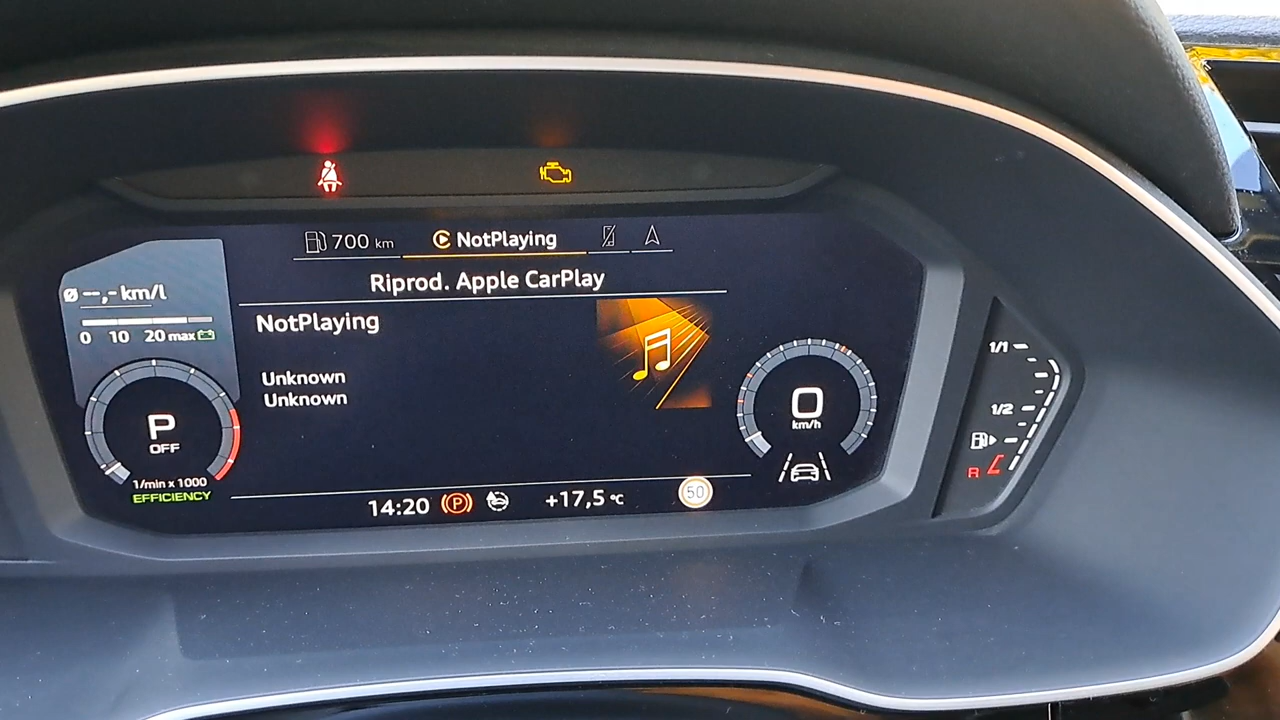 700 km
NotPlaying
Riprod. Apple CarPlay
ø --,- km/l
0 10 20 max
NotPlaying
Unknown
Unknown
P
OFF
1/min x 1000
EFFICIENCY
0
km/h
14:20
P
+17,5 °C
50
1/1
1/2
R